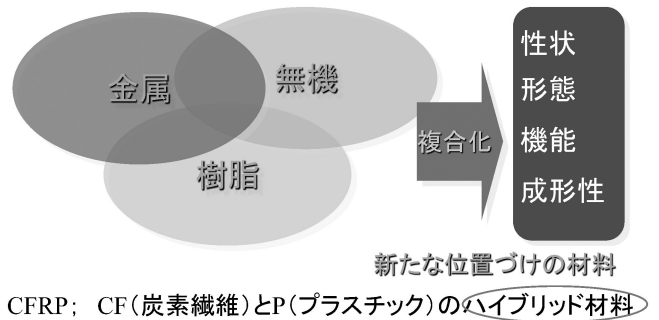 金属
無機
樹脂
複合化
性状
形態
機能
成形性
新たな位置づけの材料
CFRP； CF（炭素繊維）とP（プラスチック）のハイブリッド材料